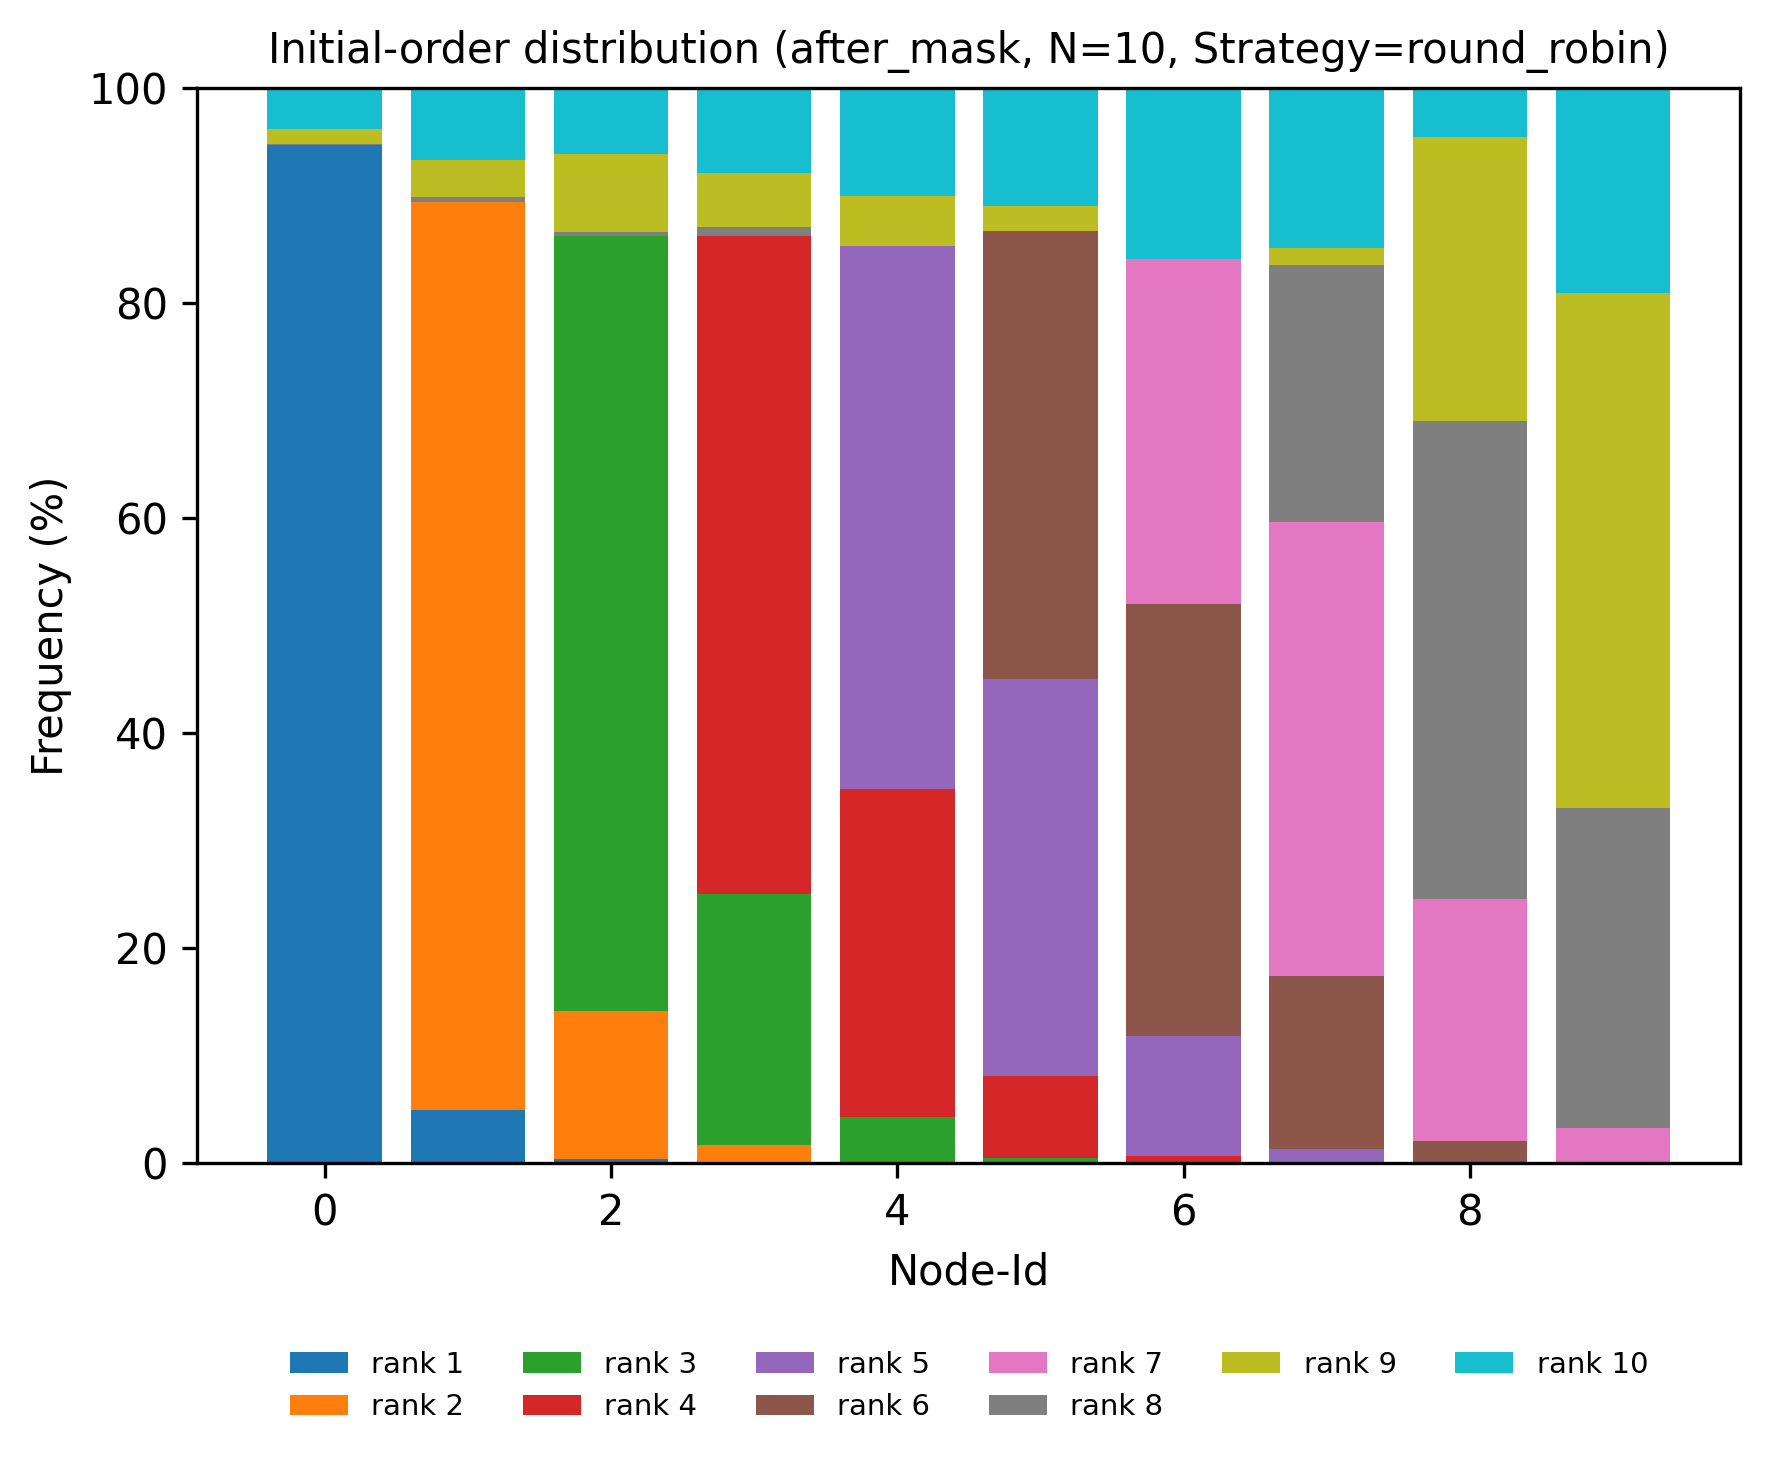 Initial-order distribution (after_mask, N=10, Strategy=round_robin)
100
80
60
40
20
0
Frequency (%)
0 2 4 6 8
Node-Id
rank 1 rank 3 rank 5 rank 7 rank 9 rank 10
rank 2 rank 4 rank 6 rank 8